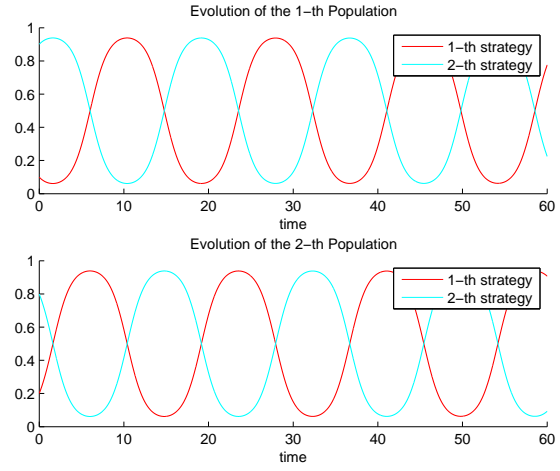 Evolution of the 1−th Population
1
0.8
0.6
0.4
0.2
0
0 10 20 30 40 50 60
time
1−th strategy
2−th strategy
Evolution of the 2−th Population
1
0.8
0.6
0.4
0.2
0
0 10 20 30 40 50 60
time
1−th strategy
2−th strategy